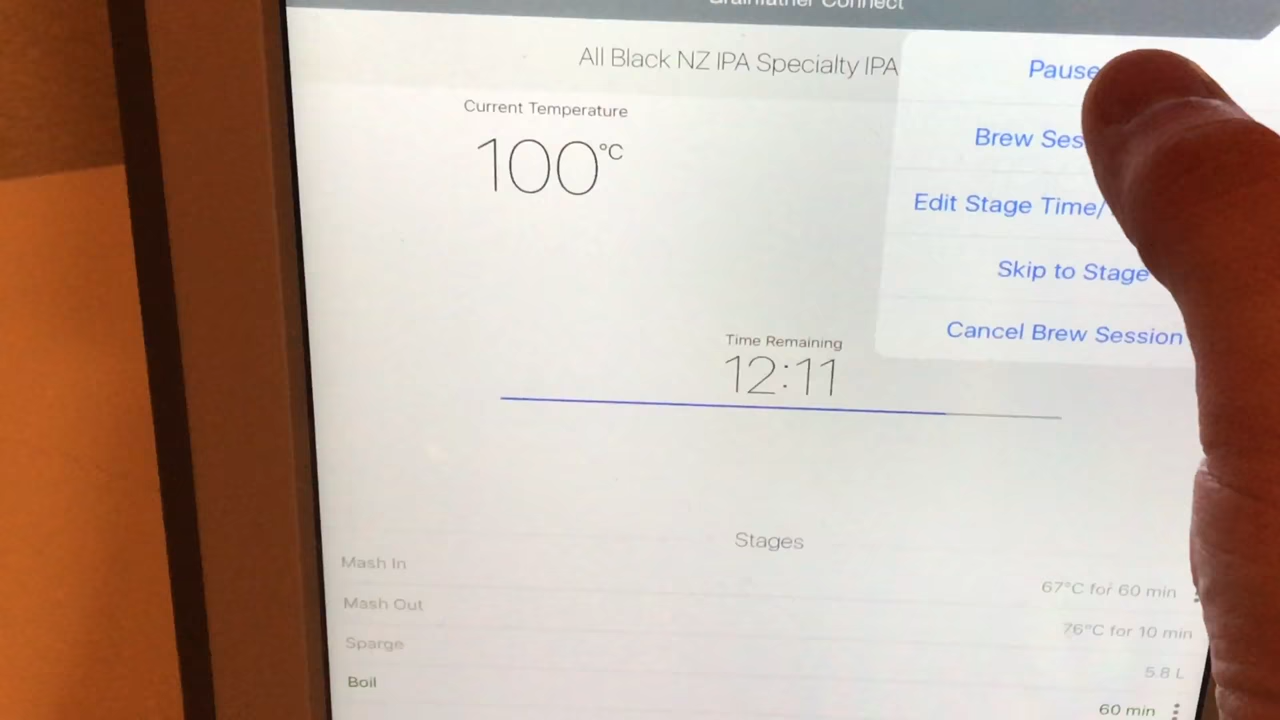 Grainfather Connect
All Black NZ IPA Specialty IPA
Pause
Current Temperature
100°C
Brew Ses
Edit Stage Time/
Skip to Stage
Cancel Brew Session
Time Remaining
12:11
Stages
Mash In
67°C for 60 min
Mash Out
76°C for 10 min
Sparge
5.8 L
Boil
60 min